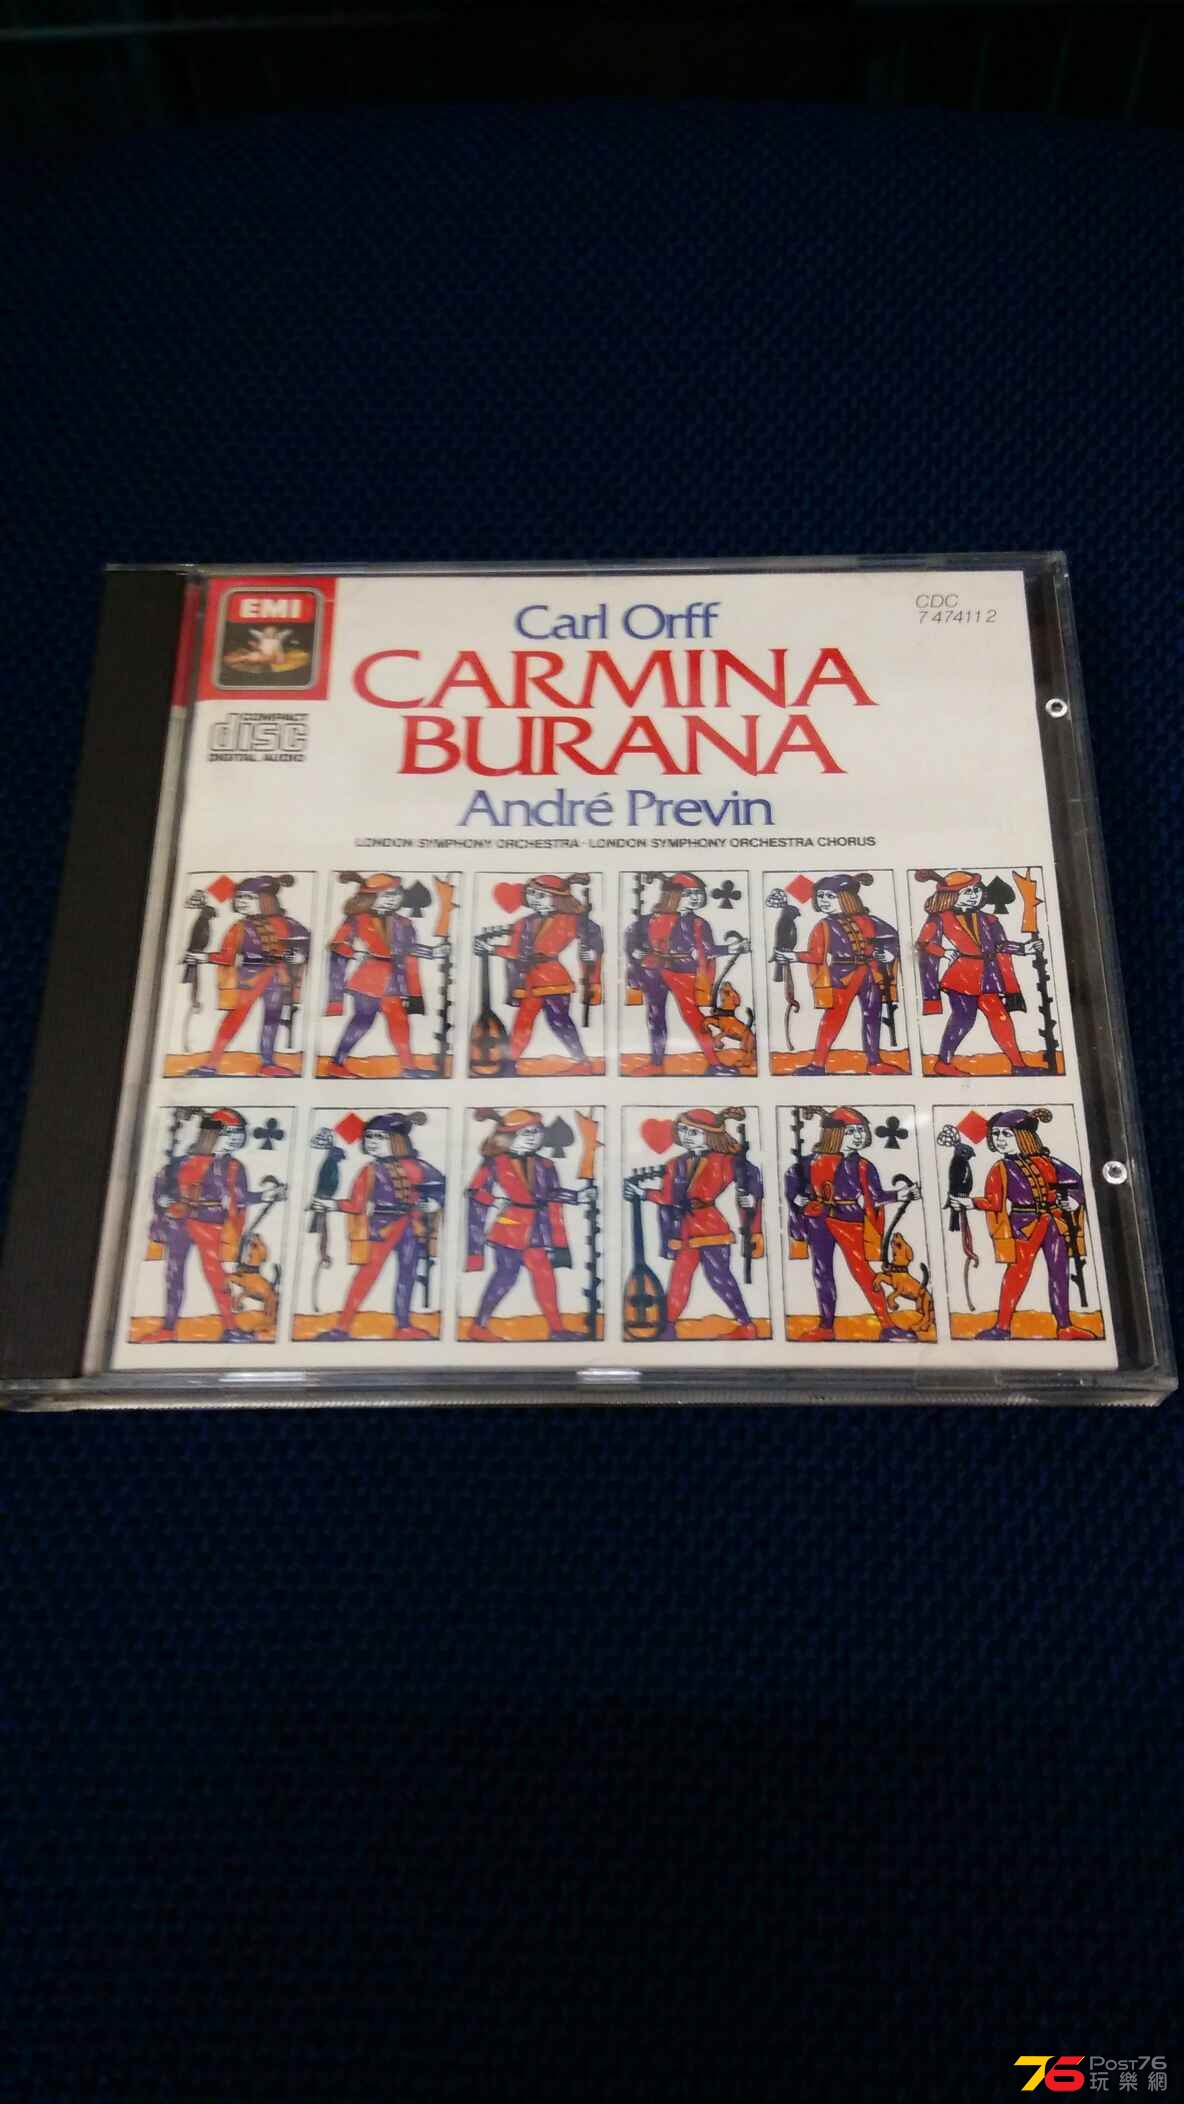 EMI
COMPACT
disc
DIGITAL AUDIO
Carl Orff
CARMINA
BURANA
André Previn
LONDON SYMPHONY ORCHESTRA · LONDON SYMPHONY ORCHESTRA CHORUS
CDC
7 47411 2
76 POST76
玩樂網